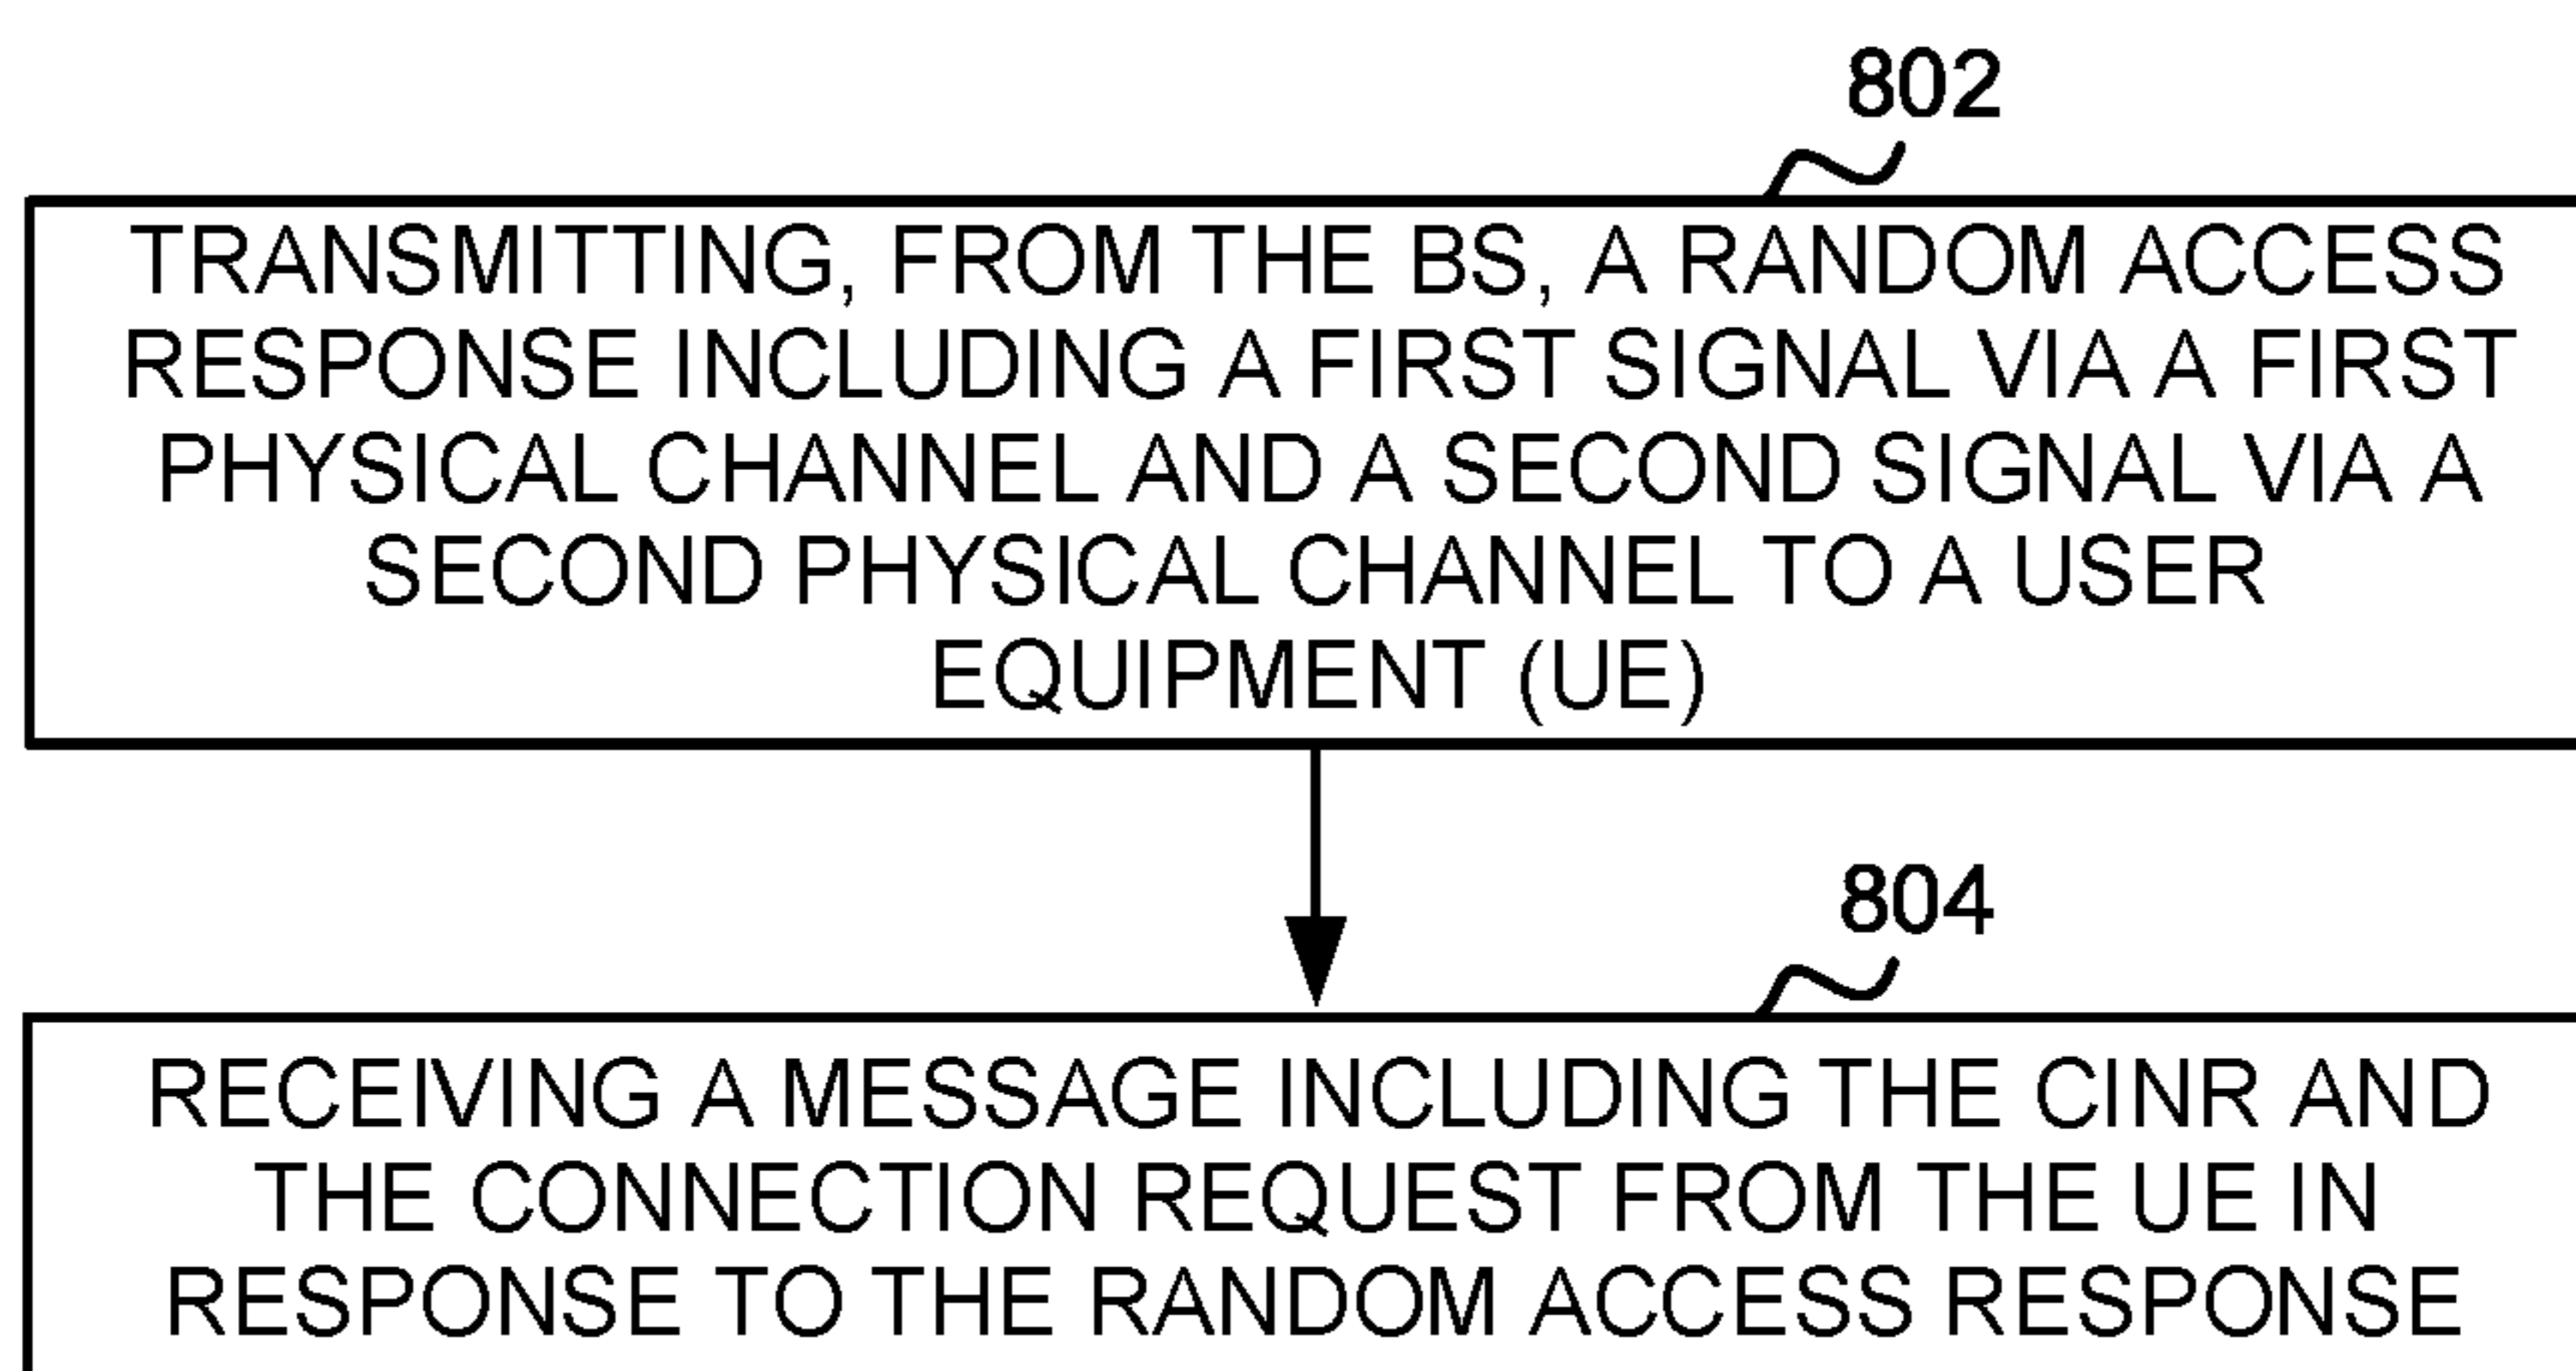 802
TRANSMITTING, FROM THE BS, A RANDOM ACCESS
RESPONSE INCLUDING A FIRST SIGNAL VIA A FIRST
PHYSICAL CHANNEL AND A SECOND SIGNAL VIA A
SECOND PHYSICAL CHANNEL TO A USER
EQUIPMENT (UE)
804
RECEIVING A MESSAGE INCLUDING THE CINR AND
THE CONNECTION REQUEST FROM THE UE IN
RESPONSE TO THE RANDOM ACCESS RESPONSE